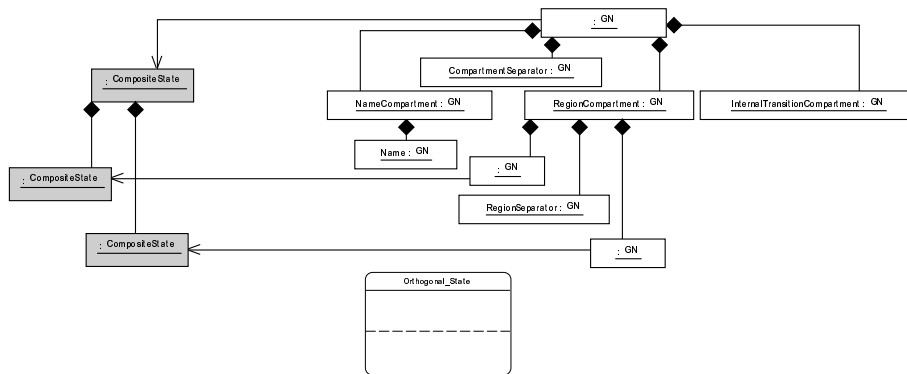 : GN
: CompositeState
CompartmentSeparator : GN
NameCompartment : GN
RegionCompartment : GN
InternalTransitionCompartment : GN
Name : GN
: GN
: CompositeState
RegionSeparator : GN
: CompositeState
: GN
Orthogonal_State